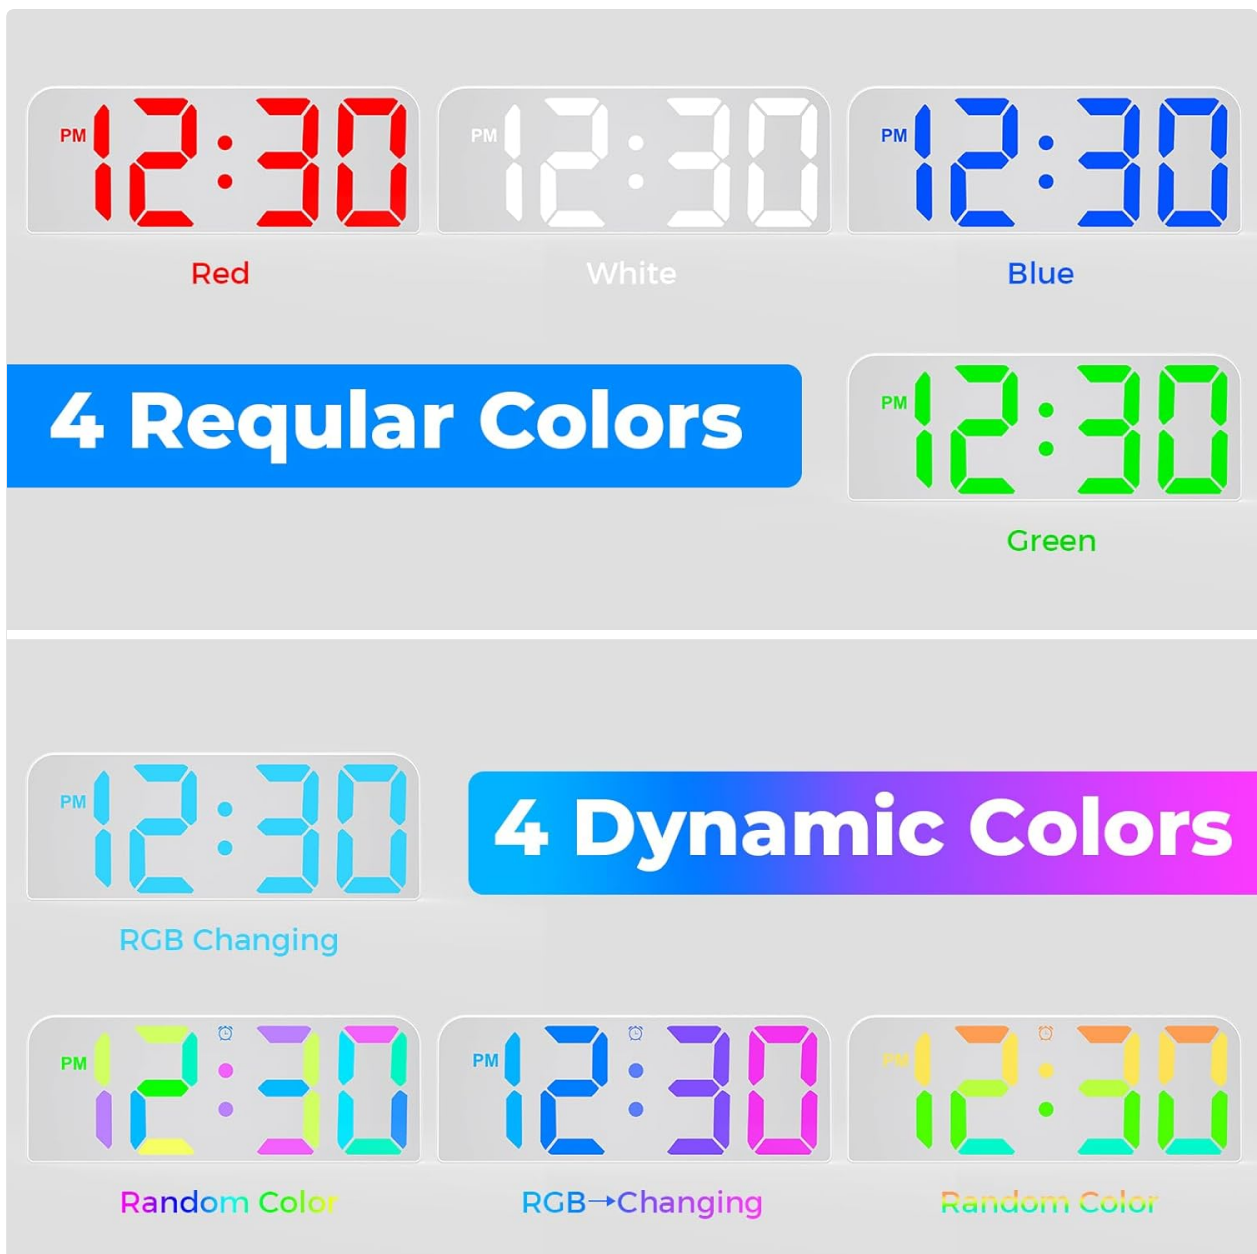 PM 12:30
PM 12:30
PM 12:30
Red
White
Blue
4 Reqular Colors
PM 12:30
Green
PM 12:30
4 Dynamic Colors
RGB Changing
PM 12:30
PM 12:30
PM 12:30
Random Color
RGB→Changing
Random Color